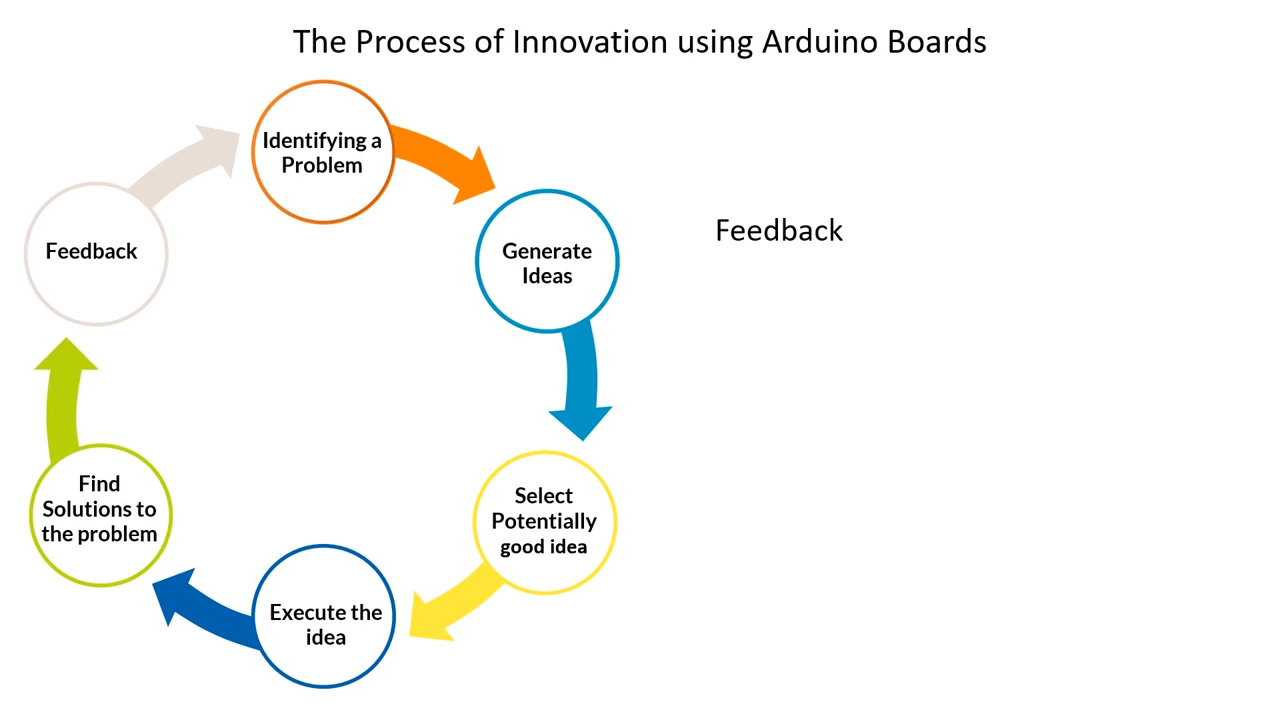 The Process of Innovation using Arduino Boards
Identifying a
Problem
Generate
Ideas
Select
Potentially
good idea
Execute the
idea
Find
Solutions to
the problem
Feedback
Feedback